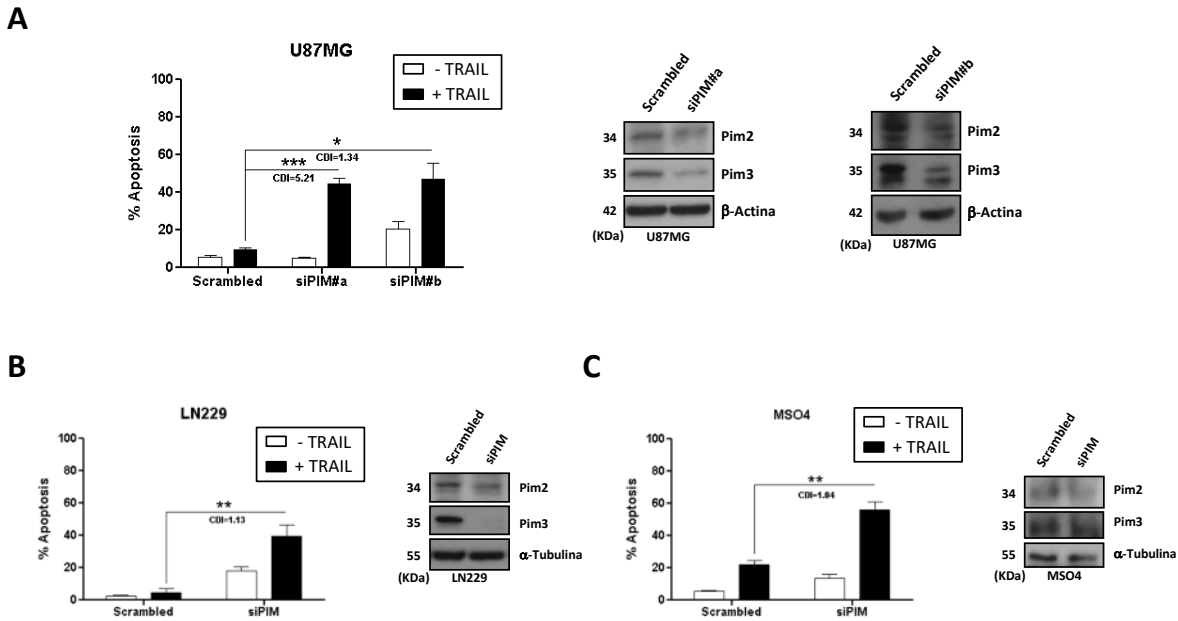 A
U87MG
- TRAIL
+ TRAIL
100
80
60
40
20
0
% Apoptosis
*
CDI=1.34
***
CDI=5.21
Scrambled
siPIM#a
siPIM#b
Scrambled
siPIM#a
34
Pim2
35
Pim3
42
β-Actina
(KDa)
U87MG
Scrambled
siPIM#b
34
Pim2
35
Pim3
42
β-Actina
(KDa)
U87MG
B
LN229
- TRAIL
+ TRAIL
100
80
60
40
20
0
% Apoptosis
**
CDI=1.13
Scrambled
siPIM
Scrambled
siPIM
34
Pim2
35
Pim3
55
α-Tubulina
(KDa)
LN229
C
MSO4
- TRAIL
+ TRAIL
100
80
60
40
20
0
% Apoptosis
**
Scrambled
siPIM
Scrambled
siPIM
34
Pim2
35
Pim3
55
α-Tubulina
(KDa)
MSO4